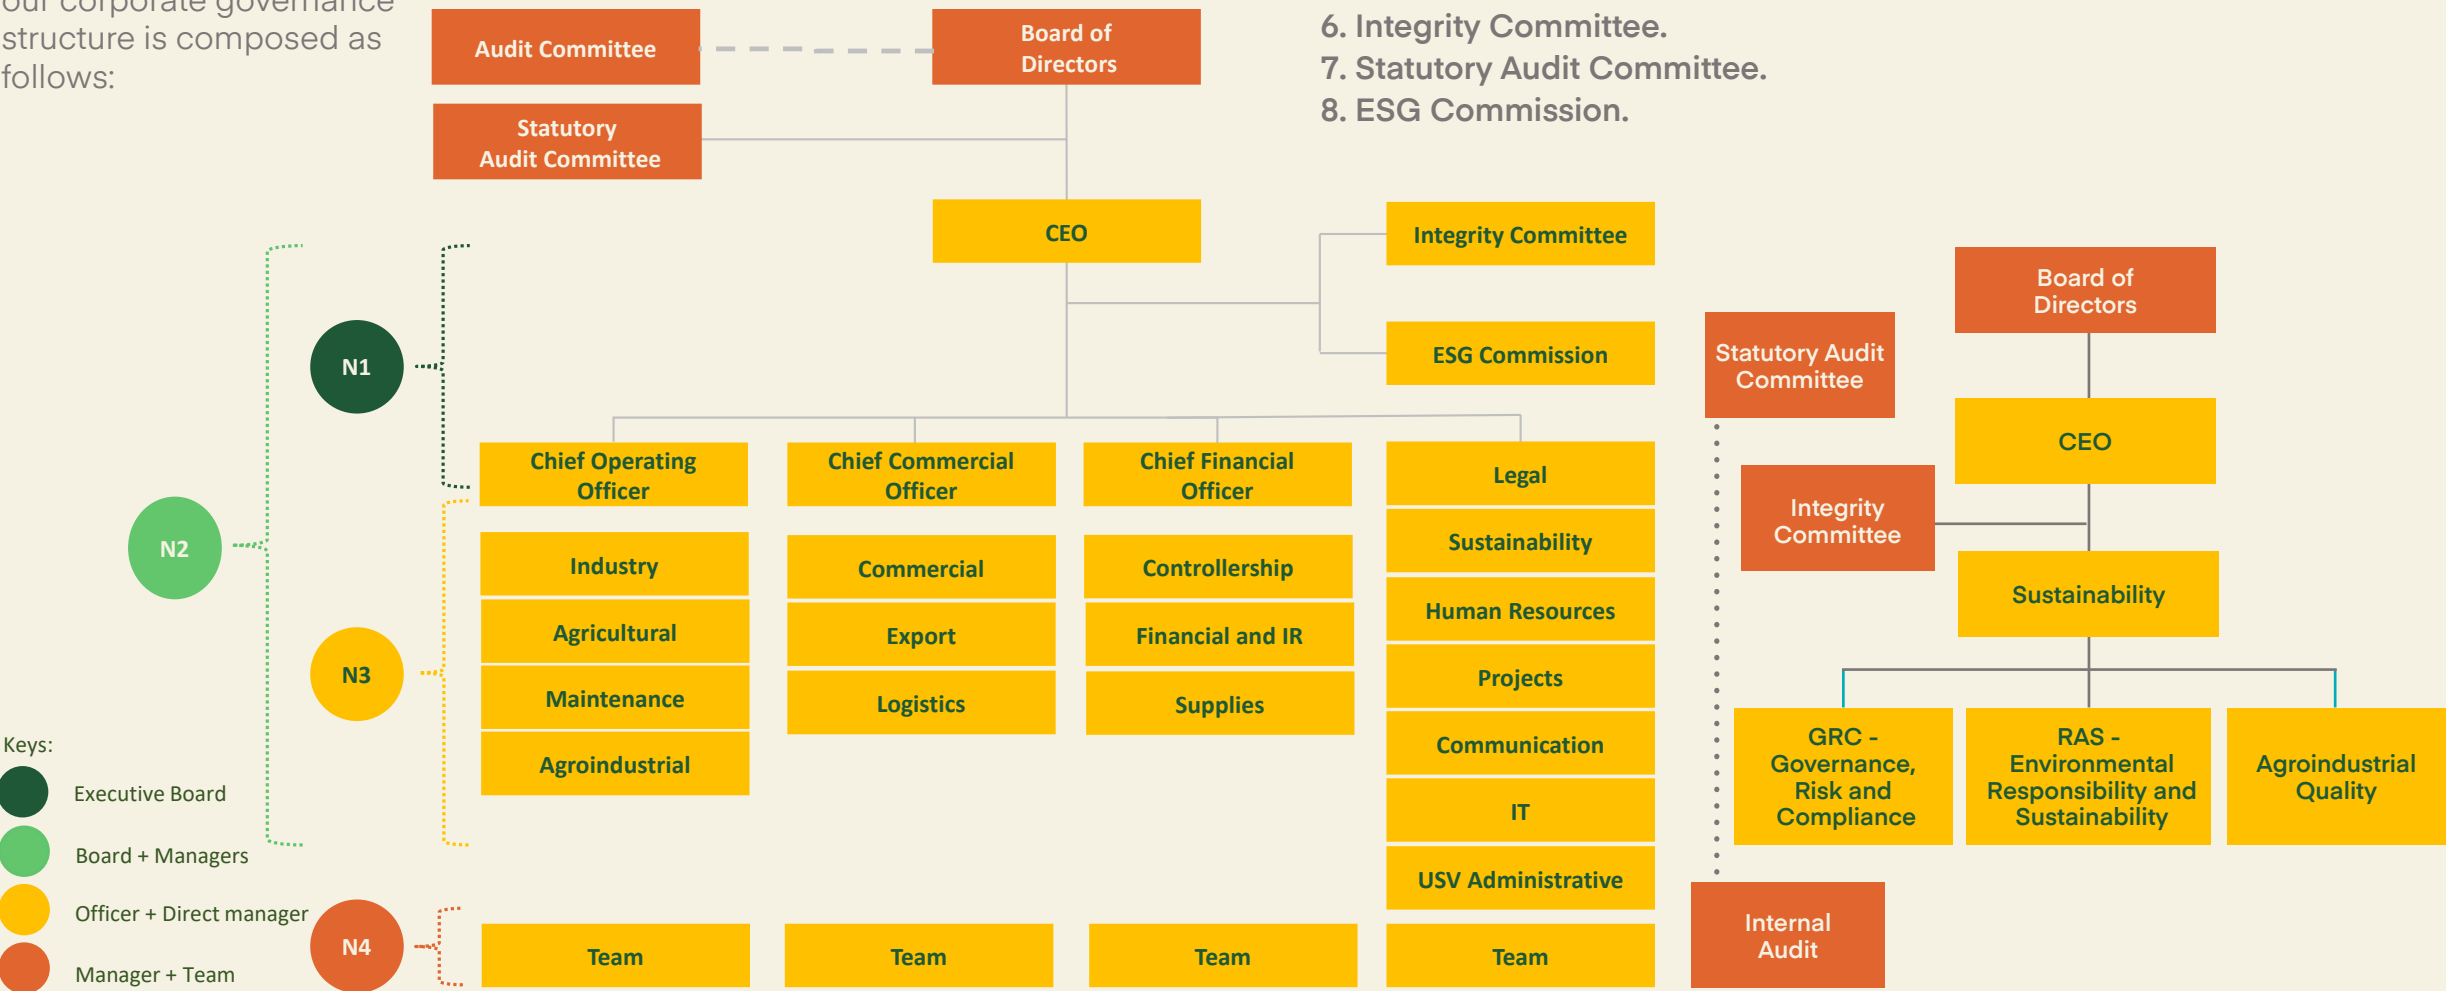 our corporate governance
structure is composed as
follows:
6. Integrity Committee.
7. Statutory Audit Committee.
8. ESG Commission.
Audit Committee
Board of
Directors
Statutory
Audit Committee
CEO
Integrity Committee
ESG Commission
N1
N2
N3
N4
Chief Operating
Officer
Industry
Agricultural
Maintenance
Agroindustrial
Team
Chief Commercial
Officer
Commercial
Export
Logistics
Team
Chief Financial
Officer
Controllership
Financial and IR
Supplies
Team
Legal
Sustainability
Human Resources
Projects
Communication
IT
USV Administrative
Team
Keys:
Executive Board
Board + Managers
Officer + Direct manager
Manager + Team
Board of
Directors
Statutory Audit
Committee
CEO
Integrity
Committee
Sustainability
GRC -
Governance,
Risk and
Compliance
RAS -
Environmental
Responsibility and
Sustainability
Agroindustrial
Quality
Internal
Audit